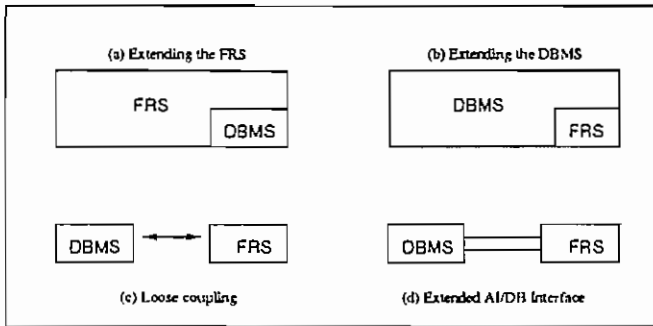 (a) Extending the FRS
(b) Extending the DBMS
FRS
DBMS
DBMS
FRS
DBMS
FRS
DBMS
FRS
(c) Loose coupling
(d) Extended AI/DB Interface